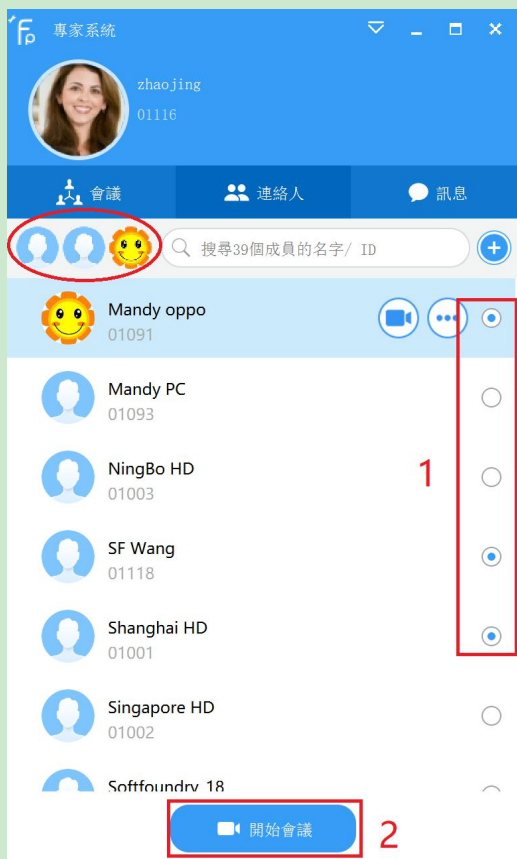 Fp 專家系統
zhaojing
01116
會議 連絡人 訊息
搜尋39個成員的名字/ ID
Mandy oppo
01091
Mandy PC
01093
NingBo HD
01003
1
SF Wang
01118
Shanghai HD
01001
Singapore HD
01002
Softfoundry_18
開始會議 2